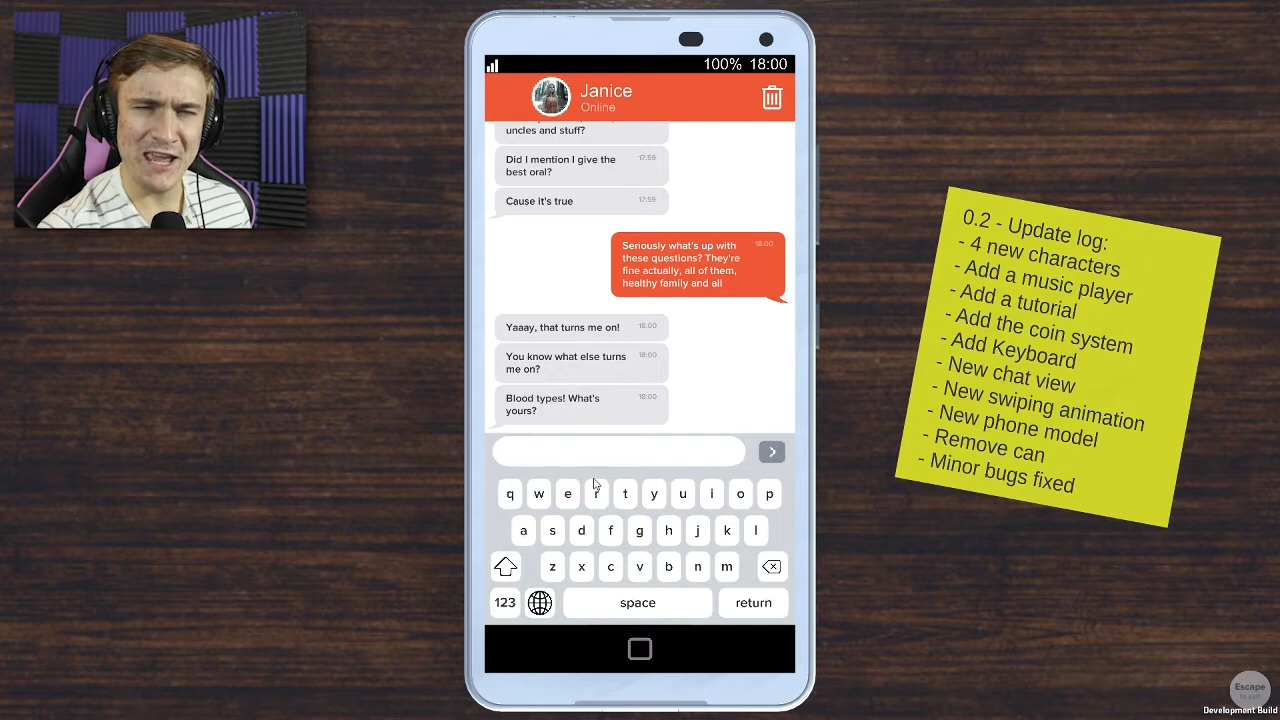 100% 18:00
Janice
Online
uncles and stuff?
Did I mention I give the 17:59
best oral?
Cause it's true 17:59
Seriously what's up with 18:00
these questions? They're
fine actually, all of them,
healthy family and all
Yaaay, that turns me on! 18:00
You know what else turns 18:00
me on?
Blood types! What's 18:00
yours?
q w e r t y u i o p
a s d f g h j k l
z x c v b n m
123 space return
0.2 - Update log:
- 4 new characters
- Add a music player
- Add a tutorial
- Add the coin system
- Add Keyboard
- New chat view
- New swiping animation
- New phone model
- Remove can
- Minor bugs fixed
Escape
to exit
Development Build